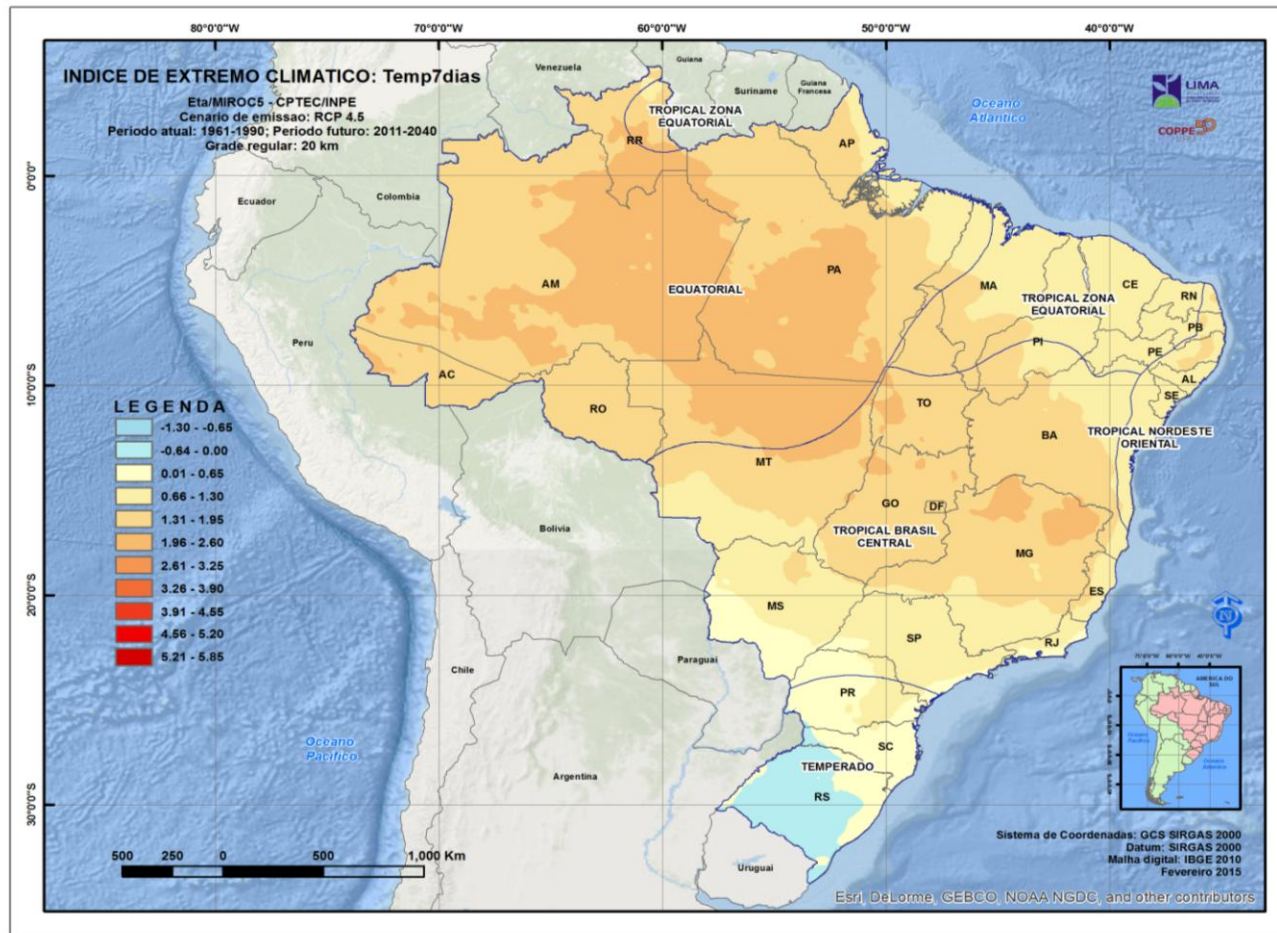 80°0'0"W 70°0'0"W 60°0'0"W 50°0'0"W 40°0'0"W
INDICE DE EXTREMO CLIMATICO: Temp7dias
Eta/MIROC5 - CPTEC/INPE
Cenario de emissao: RCP 4.5
Periodo atual: 1961-1990; Periodo futuro: 2011-2040
Grade regular: 20 km
Venezuela
Guiana
Suriname
Guiana
Francesa
Oceano
Atlantico
LIMA
COPPE
TROPICAL ZONA
EQUATORIAL
RR
AP
0°0'0"
Colombia
Ecuador
AM
EQUATORIAL
PA
MA
CE
TROPICAL ZONA
EQUATORIAL
RN
PB
PI
PE
Peru
AC
10°0'0"S
AL
SE
RO
TO
BA
TROPICAL NORDESTE
ORIENTAL
LEGENDA
-1.30 - -0.65
-0.64 - 0.00
0.01 - 0.65
0.66 - 1.30
1.31 - 1.95
1.96 - 2.60
2.61 - 3.25
3.26 - 3.90
3.91 - 4.55
4.56 - 5.20
5.21 - 5.85
MT
GO
DF
TROPICAL BRASIL
CENTRAL
Bolivia
MG
20°0'0"S
MS
ES
SP
RJ
N
Chile
Paraguai
PR
SC
TEMPERADO
RS
Oceano
Pacifico
Argentina
30°0'0"S
Uruguai
AMERICA DO
SUL
Oceano
Pacifico
Oceano
Atlantico
500 250 0 500 1,000 Km
Sistema de Coordenadas: GCS SIRGAS 2000
Datum: SIRGAS 2000
Malha digital: IBGE 2010
Fevereiro 2015
Esri, DeLorme, GEBCO, NOAA NGDC, and other contributors